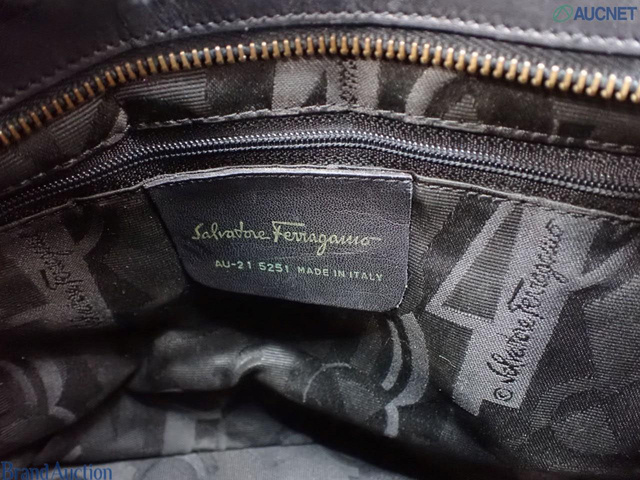 AUCNET
Salvatore Ferragamo
AU-21 5251 MADE IN ITALY
© Salvatore Ferragamo
Brand Auction